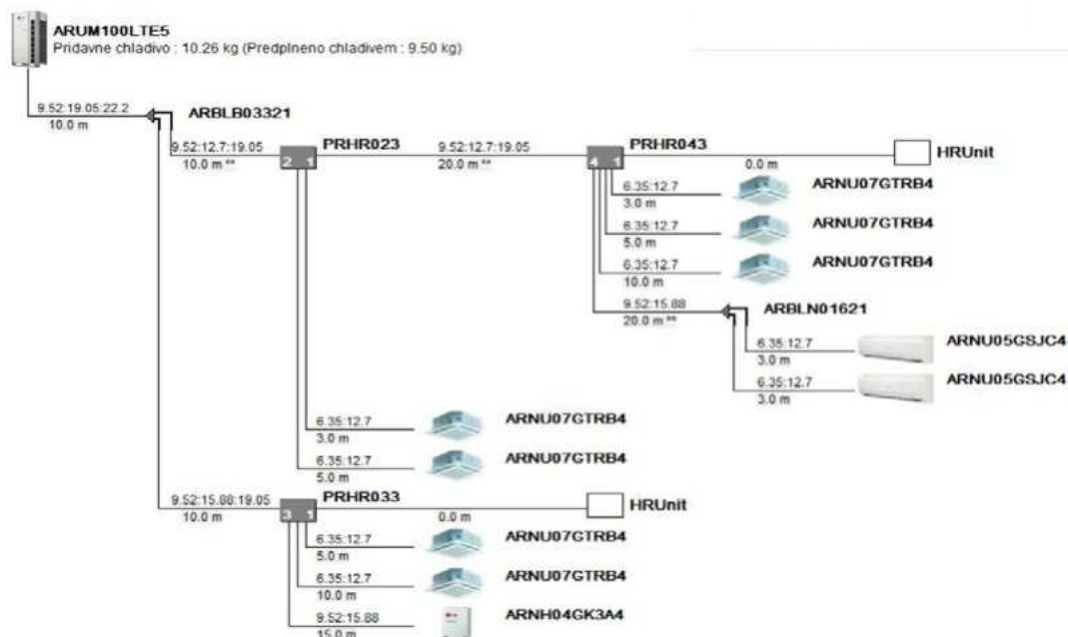 ARUM100LTE5
Pridavne chladivo : 10.26 kg (Predplneno chladivem : 9.50 kg)
9.52:19.05:22.2
10.0 m
ARBLB03321
9.52:12.7:19.05
10.0 m **
2 1
PRHR023
9.52:12.7:19.05
20.0 m **
4 1
PRHR043
0.0 m
HRUnit
6.35:12.7
3.0 m
ARNU07GTRB4
6.35:12.7
5.0 m
ARNU07GTRB4
6.35:12.7
10.0 m
ARNU07GTRB4
9.52:15.88
20.0 m **
ARBLN01621
6.35:12.7
3.0 m
ARNU05GSJC4
6.35:12.7
3.0 m
ARNU05GSJC4
6.35:12.7
3.0 m
ARNU07GTRB4
6.35:12.7
5.0 m
ARNU07GTRB4
9.52:15.88:19.05
10.0 m
3 1
PRHR033
0.0 m
HRUnit
6.35:12.7
5.0 m
ARNU07GTRB4
6.35:12.7
10.0 m
ARNU07GTRB4
9.52:15.88
15.0 m
ARNH04GK3A4